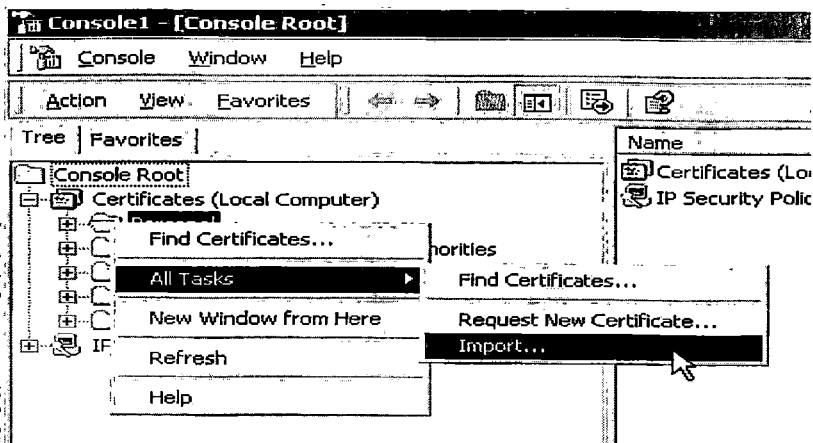 Console1 - [Console Root]
Console Window Help
Action View Favorites
Tree Favorites
Name
Console Root
Certificates (Local Computer)
Certificates (Lo
IP Security Polic
Find Certificates...
horities
All Tasks
Find Certificates...
New Window from Here
Request New Certificate...
Import...
IF
Refresh
Help